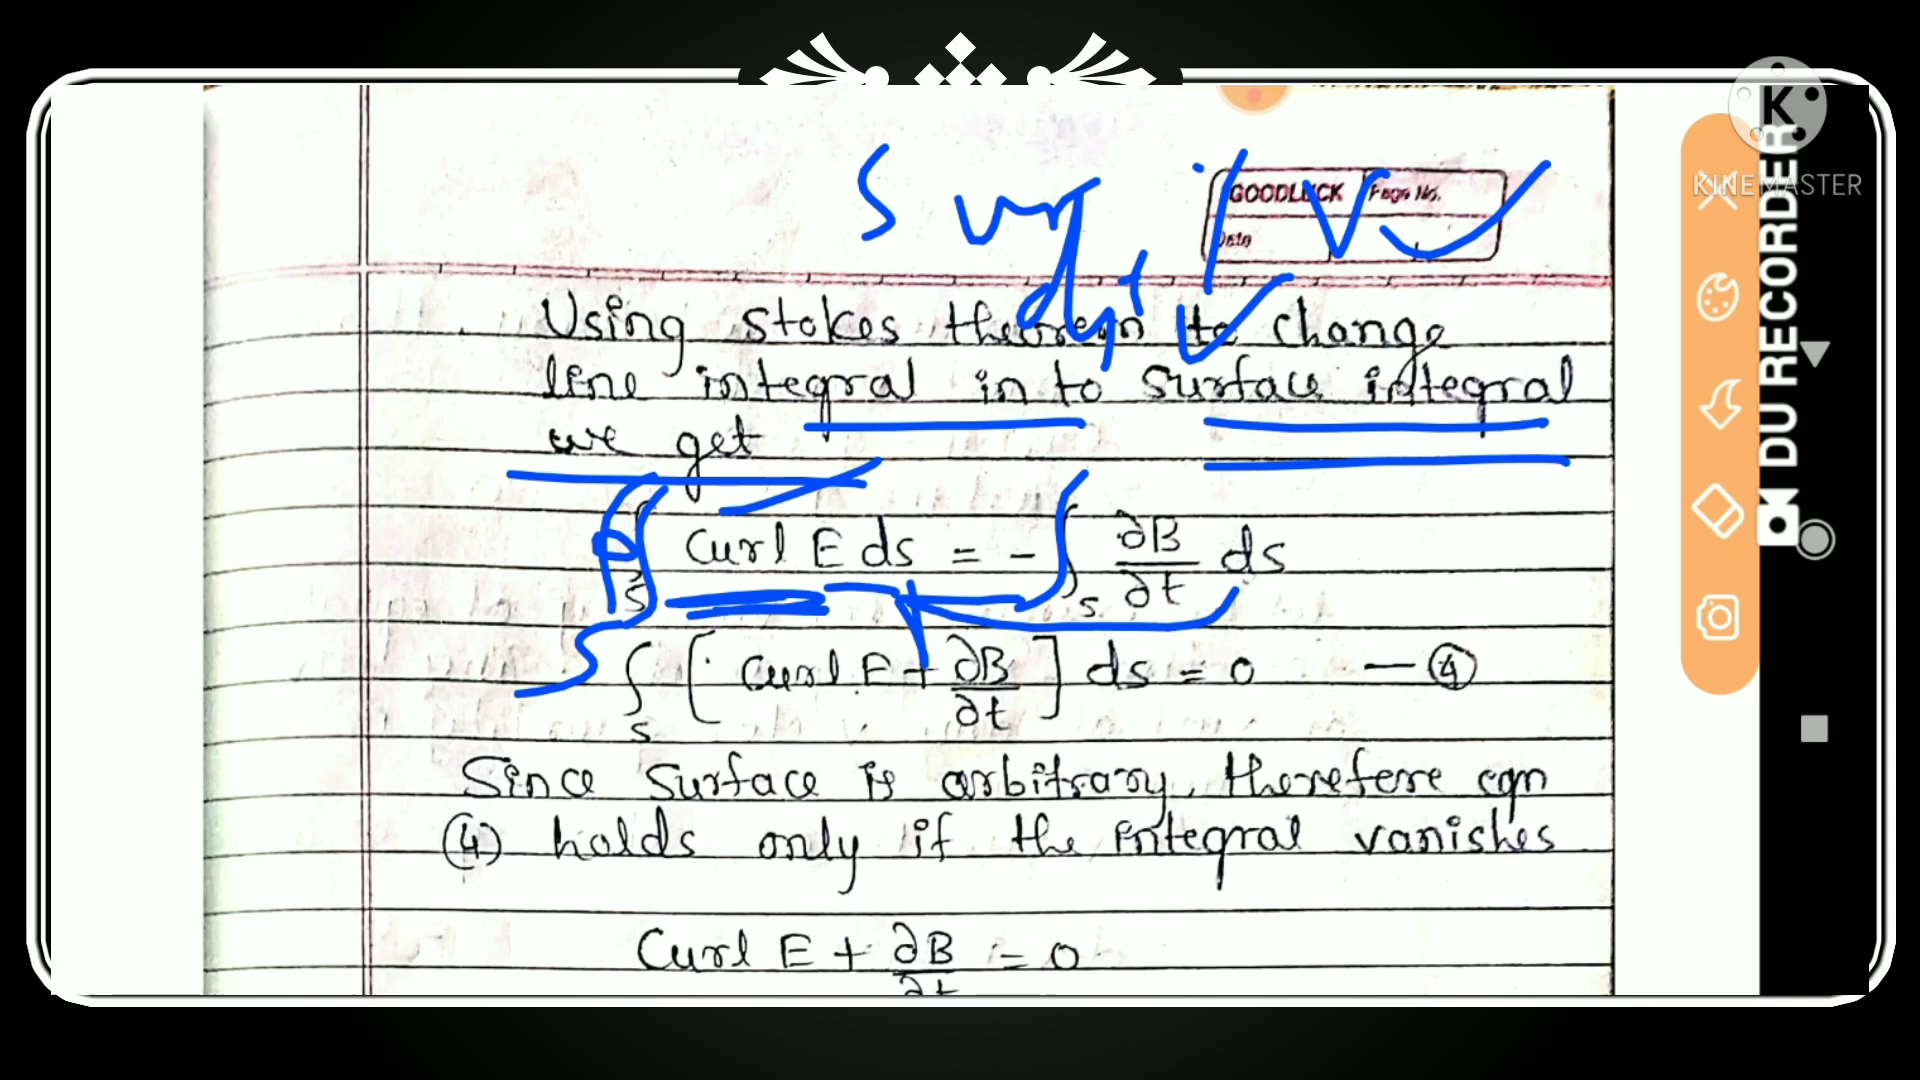 GOODLUCK Page No.
Date
Using stokes theorem to change
line integral in to surface integral
we get
∫s Curl E ds = - ∫s ∂B/∂t ds
∫s [ Curl E + ∂B/∂t ] ds = 0 — ④
Since Surface is arbitrary, therefore eqn
④ holds only if the integral vanishes
Curl E + ∂B/∂t = 0
K
KINEMASTER
DU RECORDER